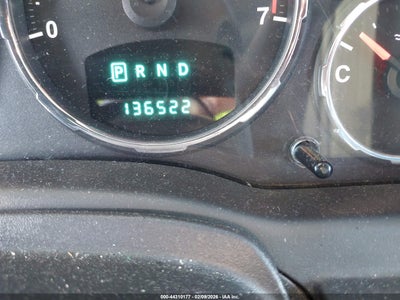 0 7
P R N D
136522
C
000-44310177 - 02/09/2026 - IAA, Inc.